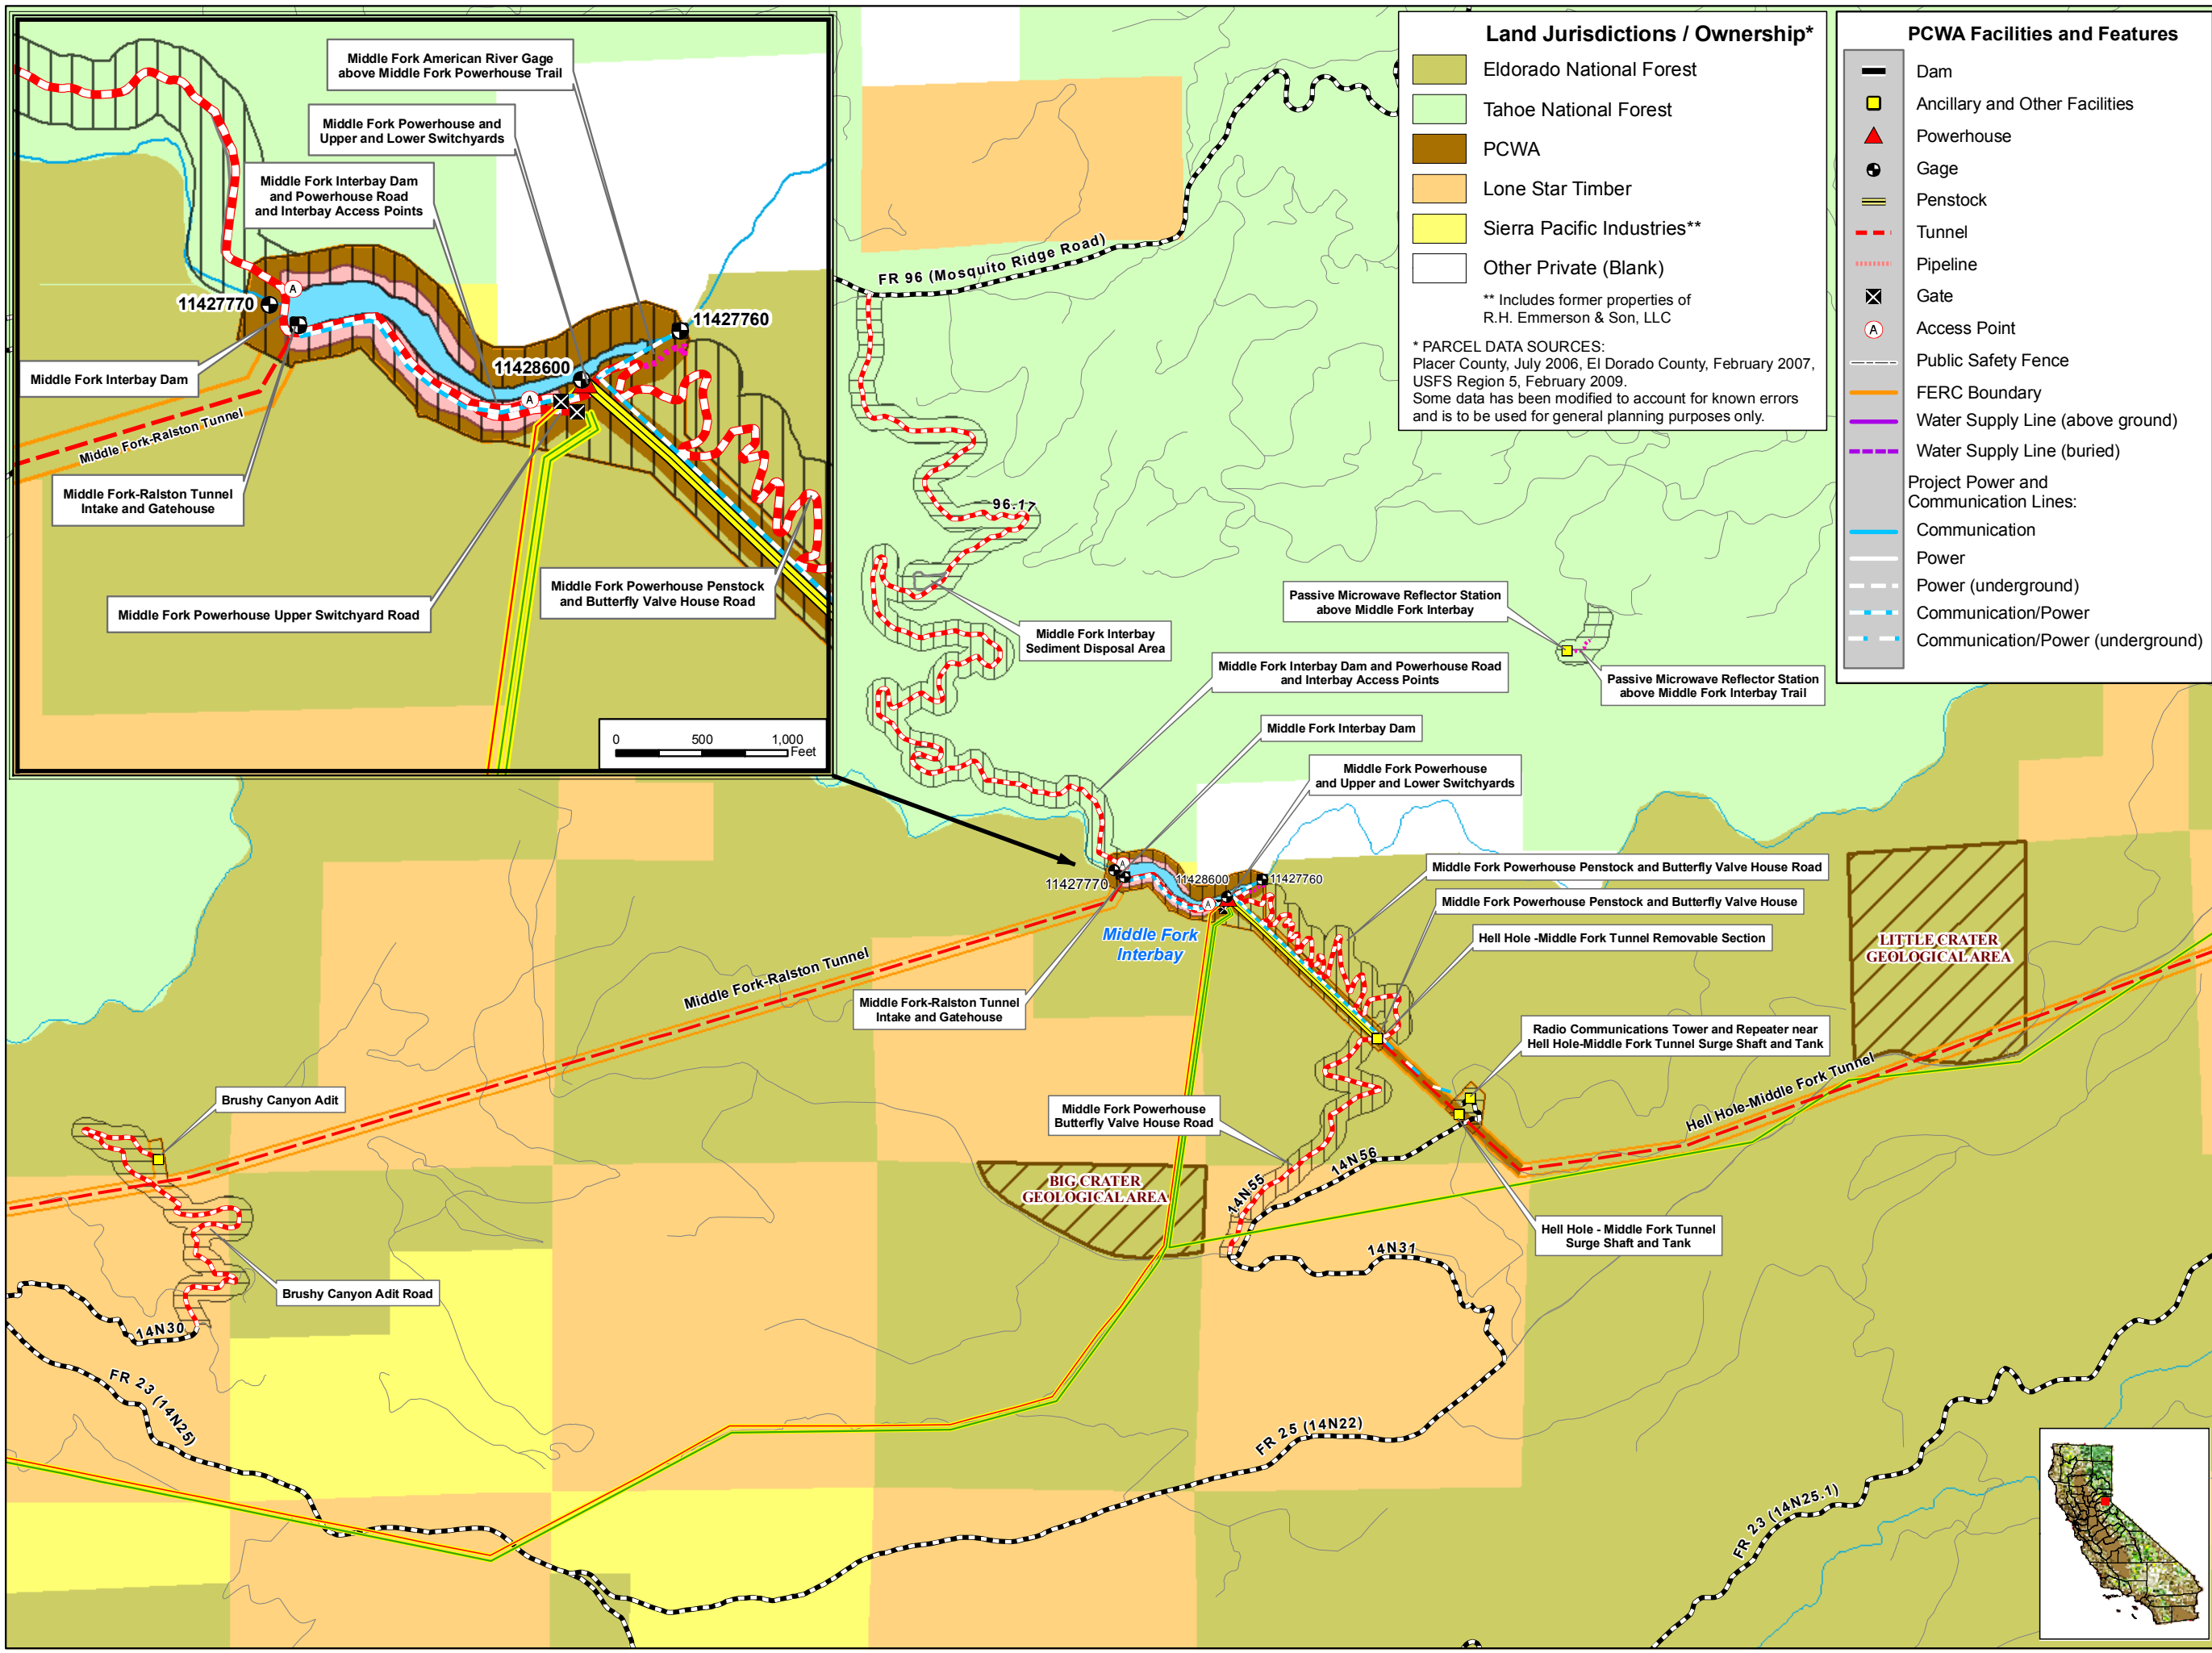 Middle Fork American River Gage
above Middle Fork Powerhouse Trail
Middle Fork Powerhouse and
Upper and Lower Switchyards
Middle Fork Interbay Dam
and Powerhouse Road
and Interbay Access Points
A
11427770
11427760
11428600
A
Middle Fork Interbay Dam
Middle Fork-Ralston Tunnel
Middle Fork-Ralston Tunnel
Intake and Gatehouse
Middle Fork Powerhouse Penstock
and Butterfly Valve House Road
Middle Fork Powerhouse Upper Switchyard Road
0 500 1,000
Feet
Land Jurisdictions / Ownership*
Eldorado National Forest
Tahoe National Forest
PCWA
Lone Star Timber
Sierra Pacific Industries**
Other Private (Blank)
** Includes former properties of
R.H. Emmerson & Son, LLC
* PARCEL DATA SOURCES:
Placer County, July 2006, El Dorado County, February 2007,
USFS Region 5, February 2009.
Some data has been modified to account for known errors
and is to be used for general planning purposes only.
PCWA Facilities and Features
Dam
Ancillary and Other Facilities
Powerhouse
Gage
Penstock
Tunnel
Pipeline
Gate
A
Access Point
Public Safety Fence
FERC Boundary
Water Supply Line (above ground)
Water Supply Line (buried)
Project Power and
Communication Lines:
Communication
Power
Power (underground)
Communication/Power
Communication/Power (underground)
FR 96 (Mosquito Ridge Road)
96.17
Middle Fork Interbay
Sediment Disposal Area
Passive Microwave Reflector Station
above Middle Fork Interbay
Passive Microwave Reflector Station
above Middle Fork Interbay Trail
Middle Fork Interbay Dam and Powerhouse Road
and Interbay Access Points
Middle Fork Interbay Dam
Middle Fork Powerhouse
and Upper and Lower Switchyards
A
11427770
11428600
11427760
A
Middle Fork
Interbay
Middle Fork Powerhouse Penstock and Butterfly Valve House Road
Middle Fork Powerhouse Penstock and Butterfly Valve House
Hell Hole -Middle Fork Tunnel Removable Section
LITTLE CRATER
GEOLOGICAL AREA
Middle Fork-Ralston Tunnel
Middle Fork-Ralston Tunnel
Intake and Gatehouse
Radio Communications Tower and Repeater near
Hell Hole-Middle Fork Tunnel Surge Shaft and Tank
Hell Hole-Middle Fork Tunnel
Brushy Canyon Adit
Middle Fork Powerhouse
Butterfly Valve House Road
14N56
14N55
BIG CRATER
GEOLOGICAL AREA
Hell Hole - Middle Fork Tunnel
Surge Shaft and Tank
14N31
Brushy Canyon Adit Road
14N30
FR 23 (14N25)
FR 25 (14N22)
FR 23 (14N25.1)